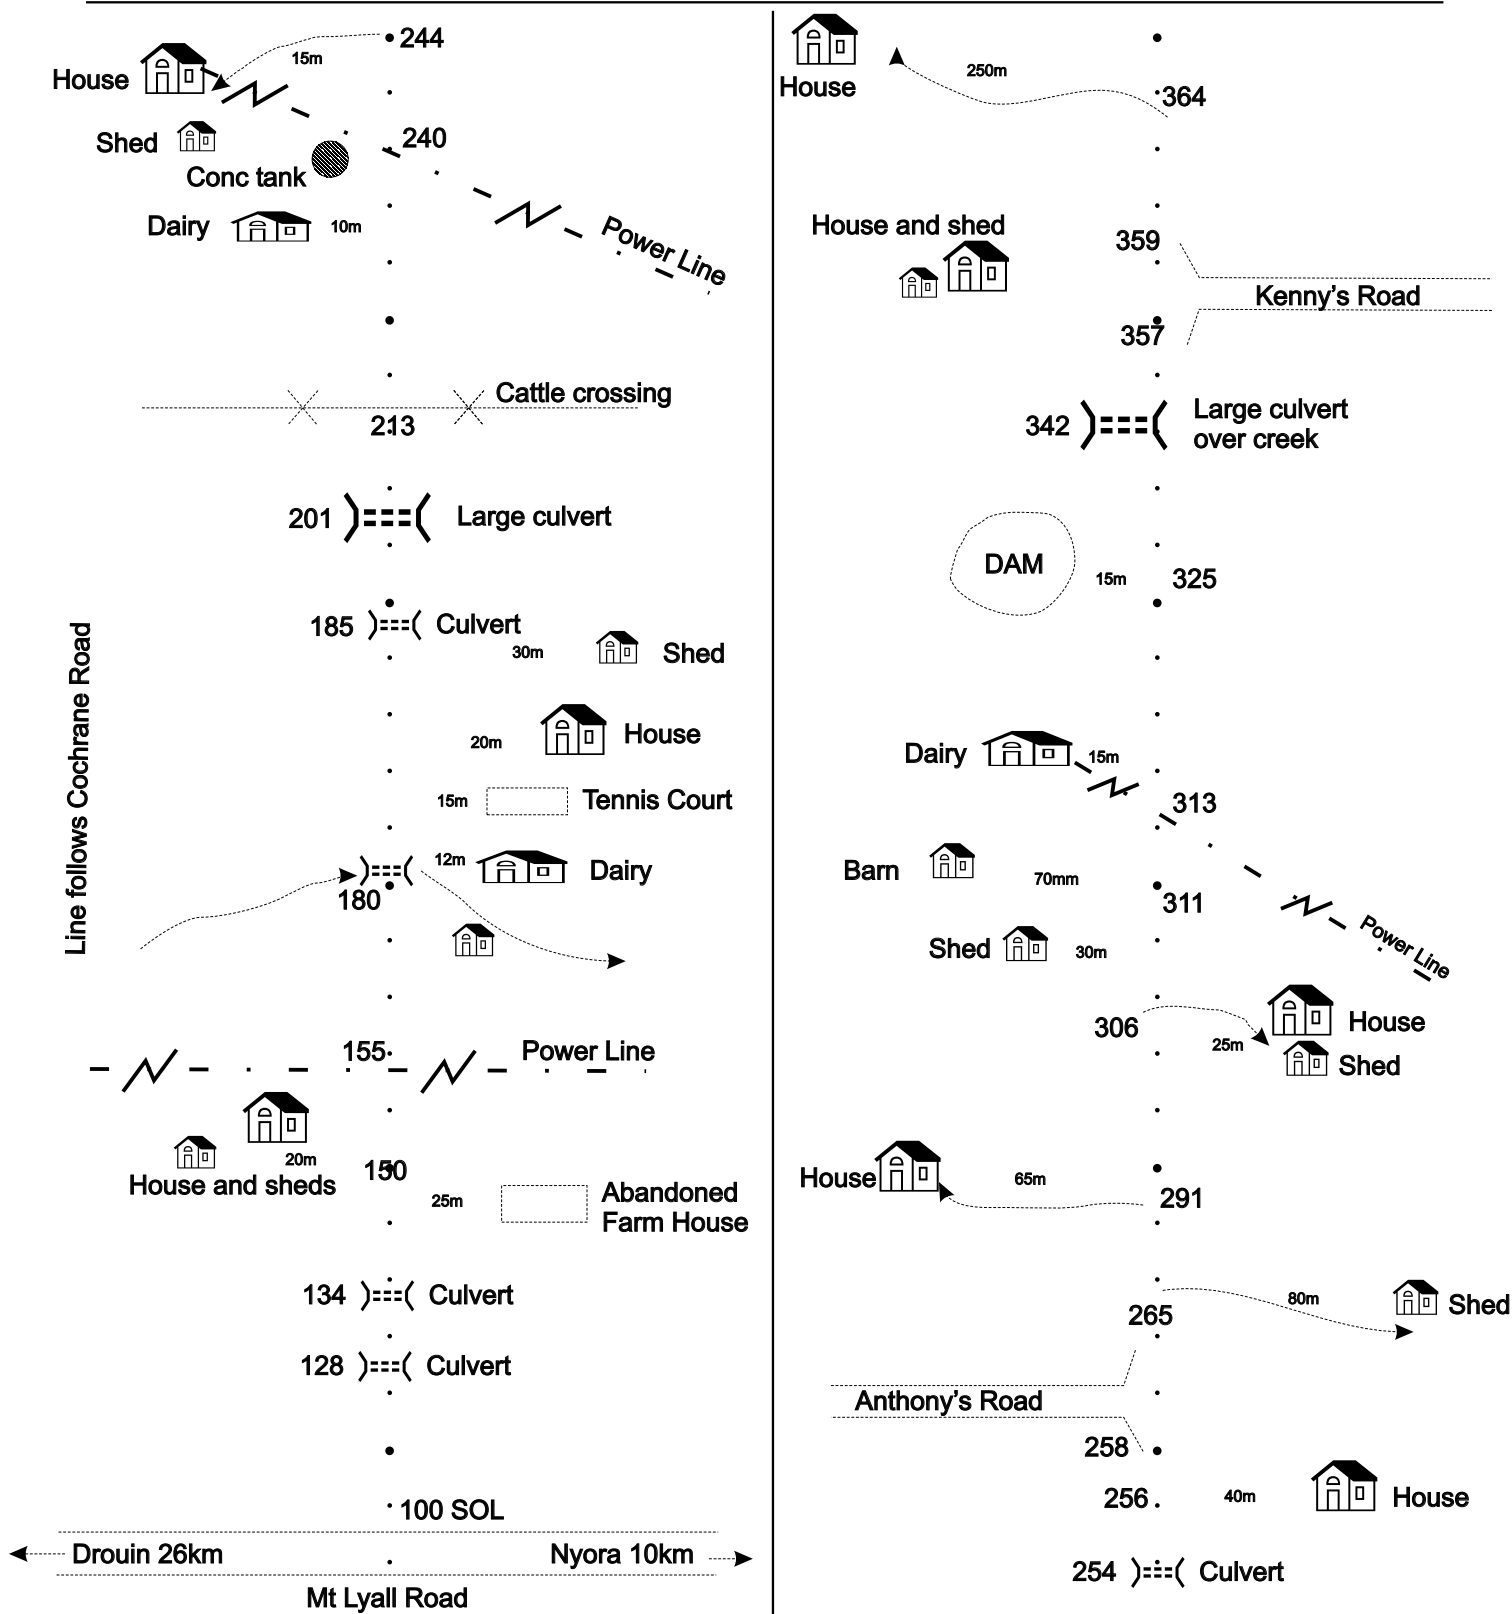 244
15m
House
240
Shed
Conc tank
Dairy
10m
Power Line
Cattle crossing
213
201
Large culvert
185
Culvert
30m
Shed
20m
House
15m
Tennis Court
12m
Dairy
180
Line follows Cochrane Road
155
Power Line
20m
House and sheds
150
25m
Abandoned
Farm House
134
Culvert
128
Culvert
100 SOL
Drouin 26km
Nyora 10km
Mt Lyall Road
House
250m
364
House and shed
359
Kenny's Road
357
342
Large culvert
over creek
DAM
15m
325
Dairy
15m
313
Barn
70mm
311
Power Line
Shed
30m
306
House
25m
Shed
House
65m
291
265
80m
Shed
Anthony's Road
258
256
40m
House
254
Culvert